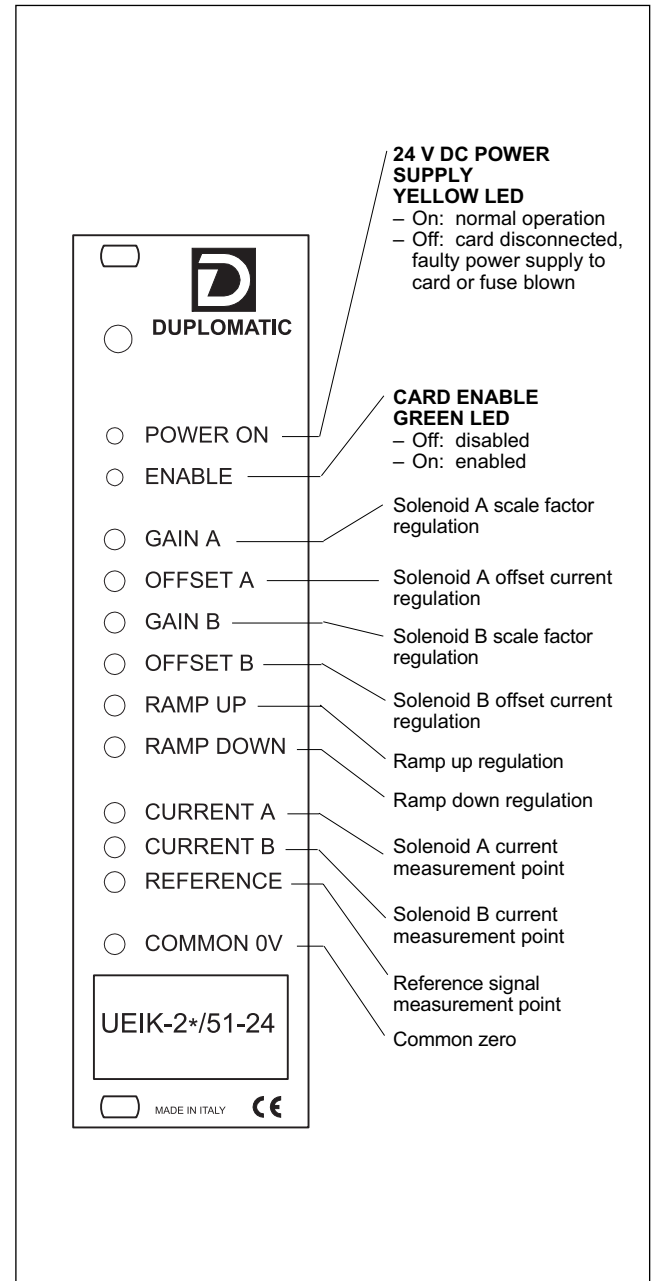 DUPLOMATIC
POWER ON
ENABLE
GAIN A
OFFSET A
GAIN B
OFFSET B
RAMP UP
RAMP DOWN
CURRENT A
CURRENT B
REFERENCE
COMMON 0V
UEIK-2*/51-24
MADE IN ITALY CE
24 V DC POWER
SUPPLY
YELLOW LED
– On: normal operation
– Off: card disconnected,
faulty power supply to
card or fuse blown
CARD ENABLE
GREEN LED
– Off: disabled
– On: enabled
Solenoid A scale factor
regulation
Solenoid A offset current
regulation
Solenoid B scale factor
regulation
Solenoid B offset current
regulation
Ramp up regulation
Ramp down regulation
Solenoid A current
measurement point
Solenoid B current
measurement point
Reference signal
measurement point
Common zero